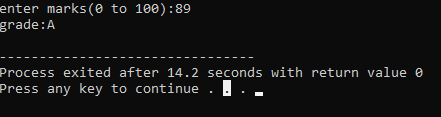 enter marks(0 to 100):89
grade:A
--------------------------------
Process exited after 14.2 seconds with return value 0
Press any key to continue . . .